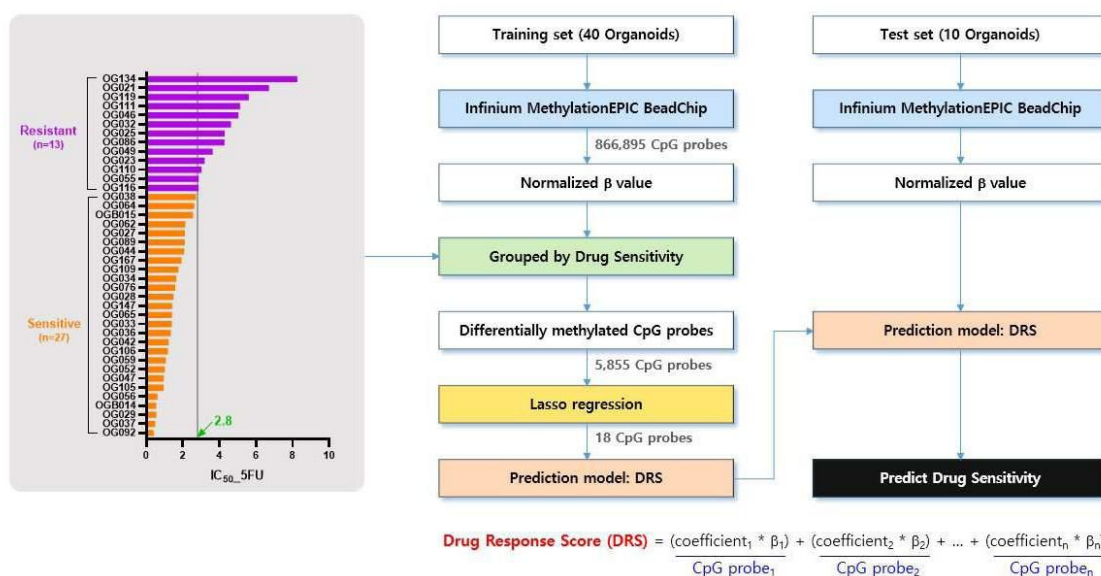 OG134
OG021
OG119
OG111
OG046
OG032
OG025
OG086
OG049
OG023
OG110
OG055
OG116
OG038
OG064
OGB015
OG062
OG027
OG089
OG044
OG167
OG109
OG034
OG076
OG028
OG147
OG065
OG033
OG036
OG042
OG106
OG059
OG052
OG047
OG105
OG056
OGB014
OG029
OG037
OG092
Resistant
(n=13)
Sensitive
(n=27)
2.8
0 2 4 6 8 10
IC₅₀_5FU
Training set (40 Organoids)
Infinium MethylationEPIC BeadChip
866,895 CpG probes
Normalized β value
Grouped by Drug Sensitivity
Differentially methylated CpG probes
5,855 CpG probes
Lasso regression
18 CpG probes
Prediction model: DRS
Test set (10 Organoids)
Infinium MethylationEPIC BeadChip
Normalized β value
Prediction model: DRS
Predict Drug Sensitivity
Drug Response Score (DRS) = (coefficient₁ * β₁) + (coefficient₂ * β₂) + ... + (coefficientₙ * βₙ)
CpG probe₁ CpG probe₂ CpG probeₙ